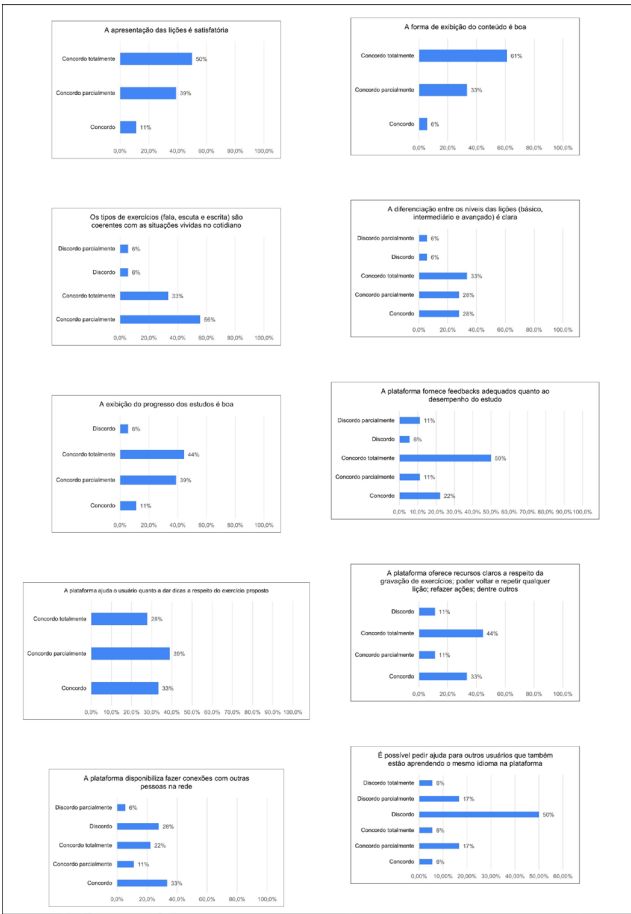 A apresentação das lições é satisfatória
Concordo totalmente 50%
Concordo parcialmente 39%
Concordo 11%
0,0% 20,0% 40,0% 60,0% 80,0% 100,0%
A forma de exibição do conteúdo é boa
Concordo totalmente 61%
Concordo parcialmente 33%
Concordo 6%
0,0% 20,0% 40,0% 60,0% 80,0% 100,0%
Os tipos de exercícios (fala, escuta e escrita) são
coerentes com as situações vividas no cotidiano
Discordo parcialmente 6%
Discordo 6%
Concordo totalmente 33%
Concordo parcialmente 56%
0,0% 20,0% 40,0% 60,0% 80,0% 100,0%
A diferenciação entre os níveis das lições (básico,
intermediário e avançado) é clara
Discordo parcialmente 6%
Discordo 6%
Concordo totalmente 33%
Concordo parcialmente 28%
Concordo 28%
0,0% 20,0% 40,0% 60,0% 80,0% 100,0%
A exibição do progresso dos estudos é boa
Discordo 6%
Concordo totalmente 44%
Concordo parcialmente 39%
Concordo 11%
0,0% 20,0% 40,0% 60,0% 80,0% 100,0%
A plataforma fornece feedbacks adequados quanto ao
desempenho do estudo
Discordo parcialmente 11%
Discordo 6%
Concordo totalmente 50%
Concordo parcialmente 11%
Concordo 22%
0,0% 10,0% 20,0% 30,0% 40,0% 50,0% 60,0% 70,0% 80,0% 90,0% 100,0%
A plataforma ajuda o usuário quanto a dar dicas a respeito do exercício proposto
Concordo totalmente 28%
Concordo parcialmente 39%
Concordo 33%
0,0% 10,0% 20,0% 30,0% 40,0% 50,0% 60,0% 70,0% 80,0% 90,0% 100,0%
A plataforma oferece recursos claros a respeito da
gravação de exercícios; poder voltar e repetir qualquer
lição; refazer ações; dentre outros
Discordo 11%
Concordo totalmente 44%
Concordo parcialmente 11%
Concordo 33%
0,0% 20,0% 40,0% 60,0% 80,0% 100,0%
A plataforma disponibiliza fazer conexões com outras
pessoas na rede
Discordo parcialmente 6%
Discordo 28%
Concordo totalmente 22%
Concordo parcialmente 11%
Concordo 33%
0,0% 20,0% 40,0% 60,0% 80,0% 100,0%
É possível pedir ajuda para outros usuários que também
estão aprendendo o mesmo idioma na plataforma
Discordo totalmente 6%
Discordo parcialmente 17%
Discordo 50%
Concordo totalmente 6%
Concordo parcialmente 17%
Concordo 6%
0,00% 10,00% 20,00% 30,00% 40,00% 50,00% 60,00%